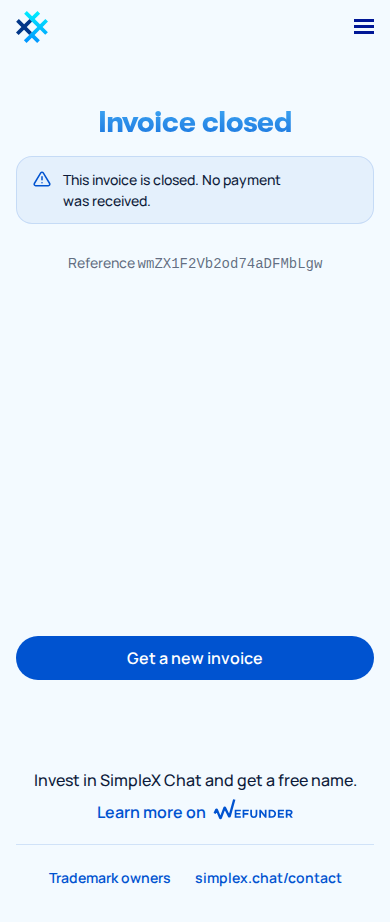 Invoice closed
This invoice is closed. No payment
was received.
Reference wmZX1F2Vb2od74aDFMbLgw
Get a new invoice
Invest in SimpleX Chat and get a free name.
Learn more on WEFUNDER
Trademark owners simplex.chat/contact